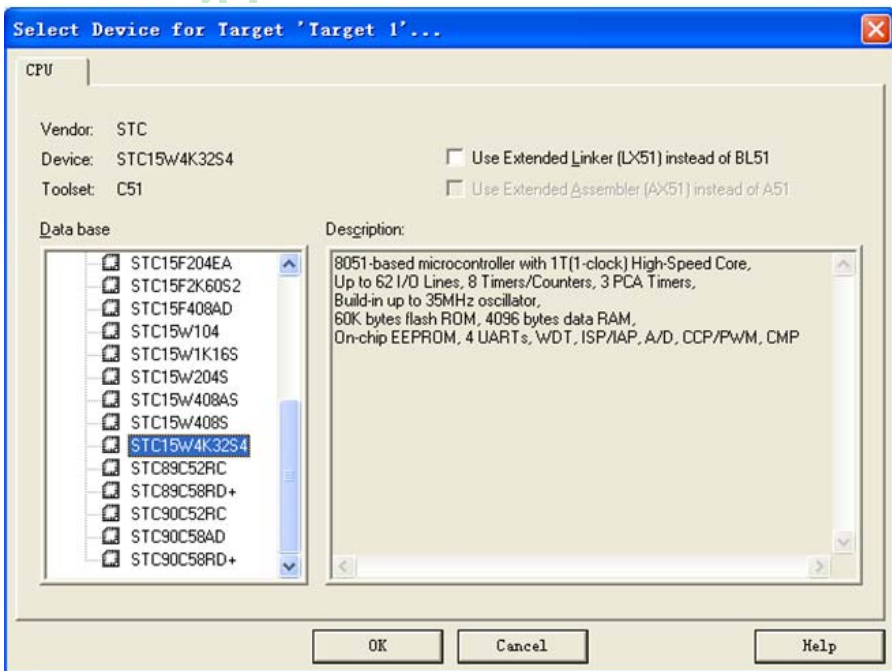 Select Device for Target 'Target 1'...
CPU
Vendor: STC
Device: STC15W4K32S4
Toolset: C51
Use Extended Linker (LX51) instead of BL51
Use Extended Assembler (AX51) instead of A51
Data base
STC15F204EA
STC15F2K60S2
STC15F408AD
STC15W104
STC15W1K16S
STC15W204S
STC15W408AS
STC15W408S
STC15W4K32S4
STC89C52RC
STC89C58RD+
STC90C52RC
STC90C58AD
STC90C58RD+
Description:
8051-based microcontroller with 1T(1-clock) High-Speed Core,
Up to 62 I/O Lines, 8 Timers/Counters, 3 PCA Timers,
Build-in up to 35MHz oscillator,
60K bytes flash ROM, 4096 bytes data RAM,
On-chip EEPROM, 4 UARTs, WDT, ISP/IAP, A/D, CCP/PWM, CMP
OK
Cancel
Help